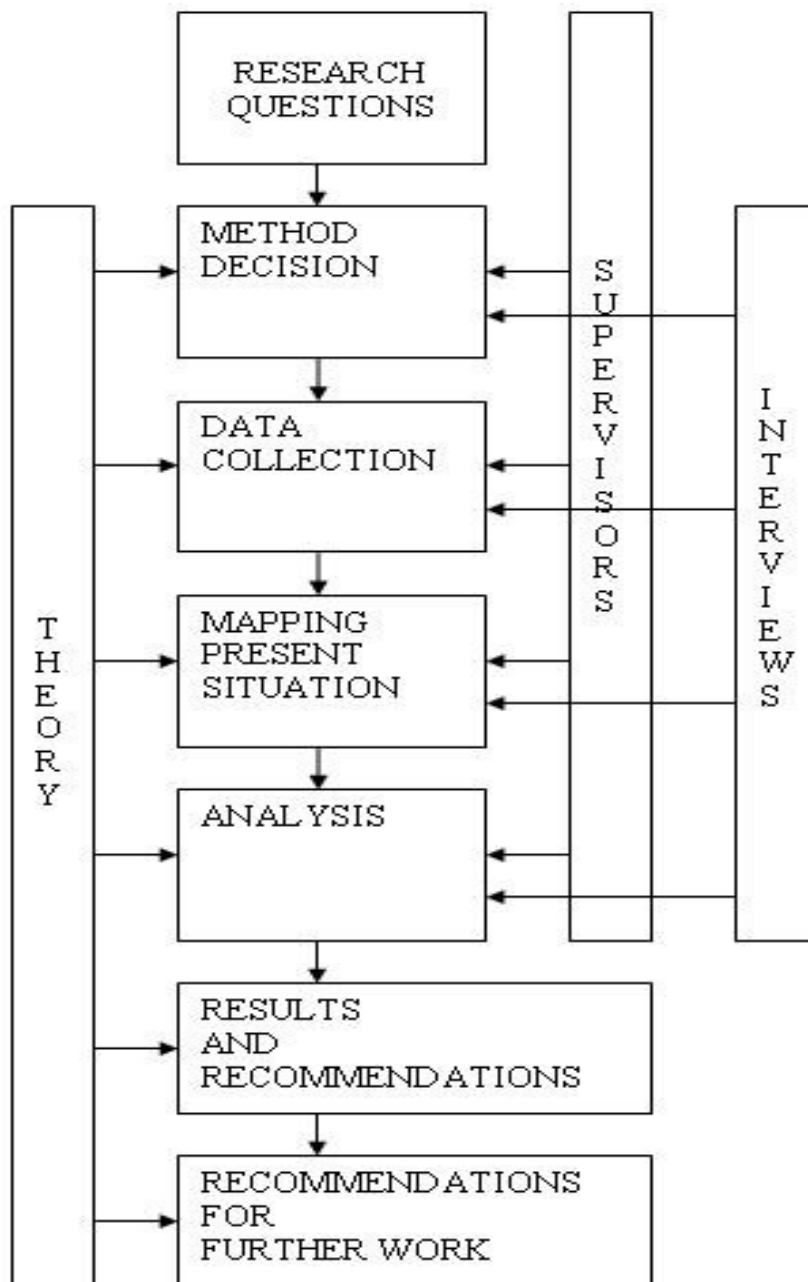 RESEARCH
QUESTIONS
METHOD
DECISION
DATA
COLLECTION
MAPPING
PRESENT
SITUATION
ANALYSIS
RESULTS
AND
RECOMMENDATIONS
RECOMMENDATIONS
FOR
FURTHER WORK
THEORY
SUPERVISORS
INTERVIEWS